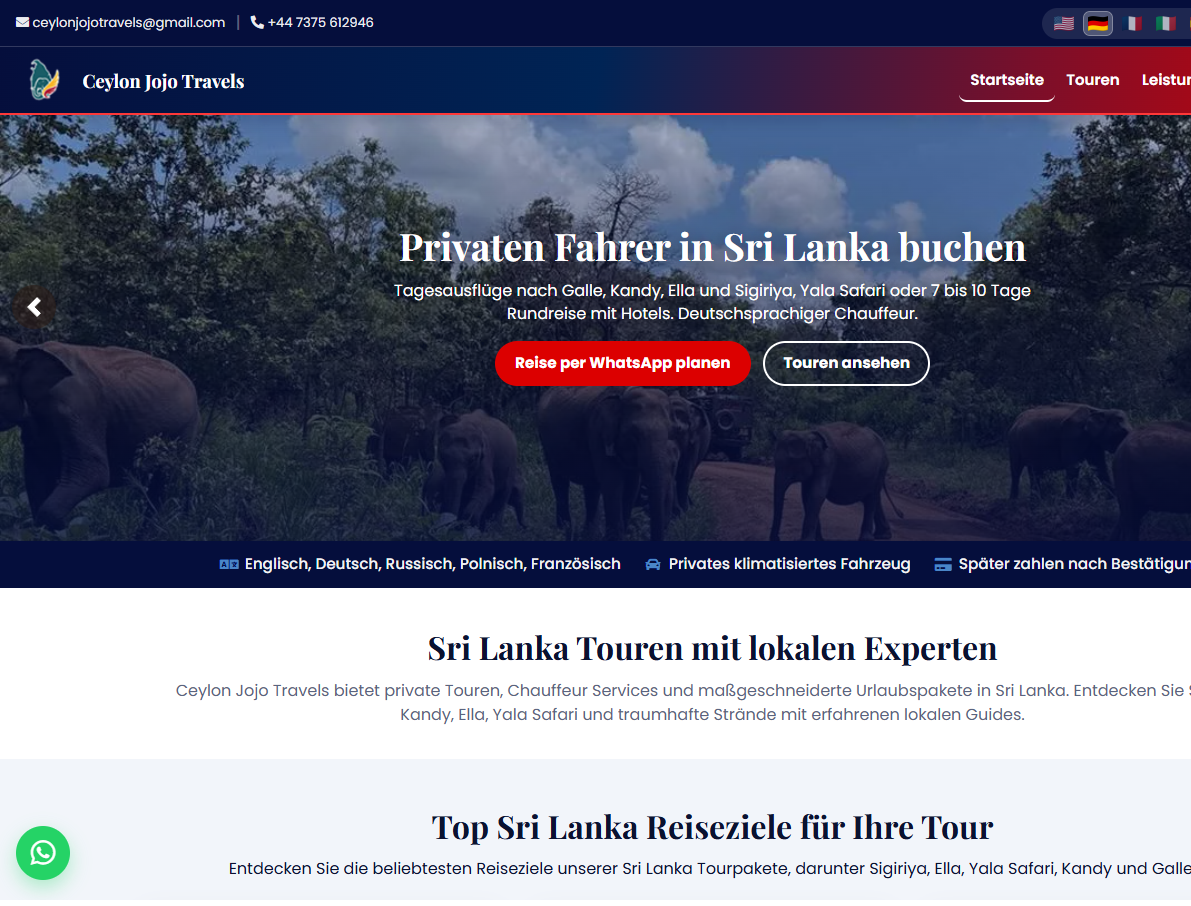 ceylonjojotravels@gmail.com | +44 7375 612946
Ceylon Jojo Travels
Startseite Touren
Privaten Fahrer in Sri Lanka buchen
Tagesausflüge nach Galle, Kandy, Ella und Sigiriya, Yala Safari oder 7 bis 10 Tage
Rundreise mit Hotels. Deutschsprachiger Chauffeur.
Reise per WhatsApp planen Touren ansehen
Englisch, Deutsch, Russisch, Polnisch, Französisch Privates klimatisiertes Fahrzeug Später zahlen nach
Sri Lanka Touren mit lokalen Experten
Ceylon Jojo Travels bietet private Touren, Chauffeur Services und maßgeschneiderte Urlaubspakete in Sri Lanka. Entdecken Sie
Kandy, Ella, Yala Safari und traumhafte Strände mit erfahrenen lokalen Guides.
Top Sri Lanka Reiseziele für Ihre Tour
Entdecken Sie die beliebtesten Reiseziele unserer Sri Lanka Tourpakete, darunter Sigiriya, Ella, Yala Safari, Kandy und Galle